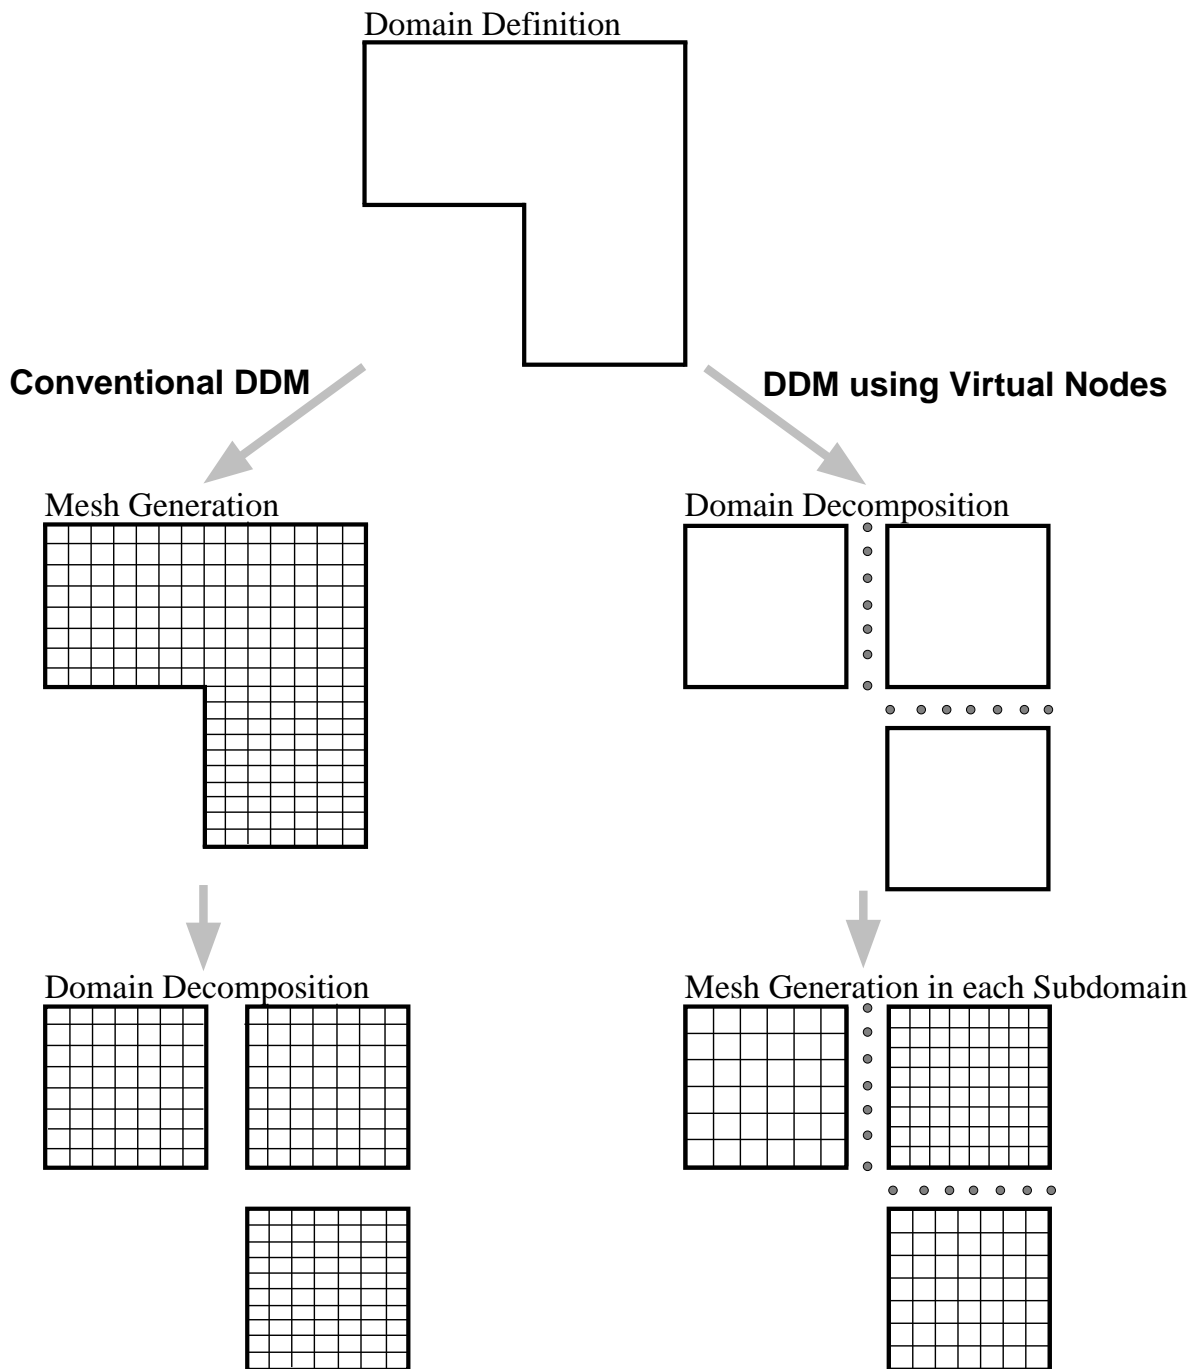 Domain Definition
Conventional DDM
DDM using Virtual Nodes
Mesh Generation
Domain Decomposition
Domain Decomposition
Mesh Generation in each Subdomain